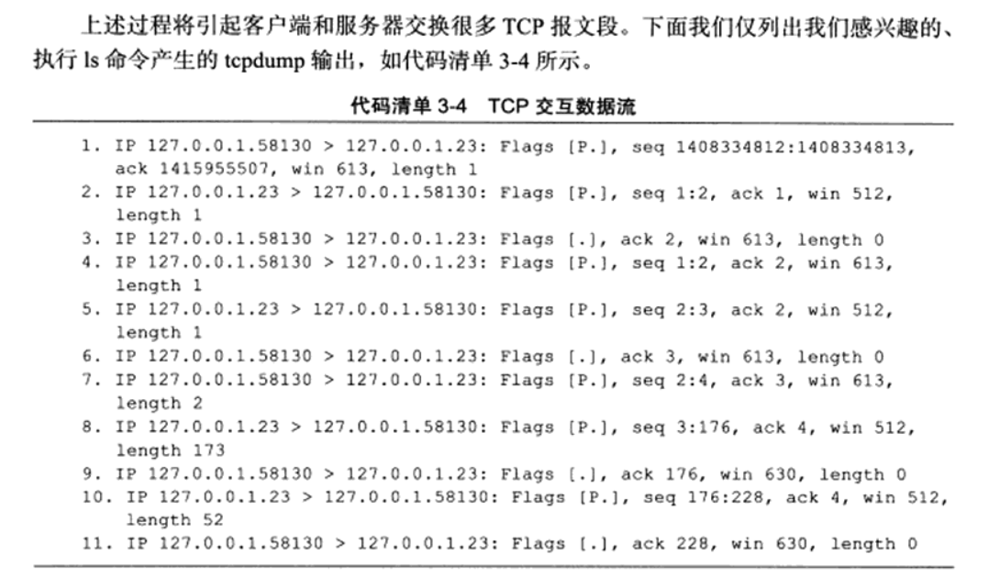 上述过程将引起客户端和服务器交换很多 TCP 报文段。下面我们仅列出我们感兴趣的、
执行 ls 命令产生的 tcpdump 输出，如代码清单 3-4 所示。
代码清单 3-4 TCP 交互数据流
1. IP 127.0.0.1.58130 > 127.0.0.1.23: Flags [P.], seq 1408334812:1408334813,
ack 1415955507, win 613, length 1
2. IP 127.0.0.1.23 > 127.0.0.1.58130: Flags [P.], seq 1:2, ack 1, win 512,
length 1
3. IP 127.0.0.1.58130 > 127.0.0.1.23: Flags [.], ack 2, win 613, length 0
4. IP 127.0.0.1.58130 > 127.0.0.1.23: Flags [P.], seq 1:2, ack 2, win 613,
length 1
5. IP 127.0.0.1.23 > 127.0.0.1.58130: Flags [P.], seq 2:3, ack 2, win 512,
length 1
6. IP 127.0.0.1.58130 > 127.0.0.1.23: Flags [.], ack 3, win 613, length 0
7. IP 127.0.0.1.58130 > 127.0.0.1.23: Flags [P.], seq 2:4, ack 3, win 613,
length 2
8. IP 127.0.0.1.23 > 127.0.0.1.58130: Flags [P.], seq 3:176, ack 4, win 512,
length 173
9. IP 127.0.0.1.58130 > 127.0.0.1.23: Flags [.], ack 176, win 630, length 0
10. IP 127.0.0.1.23 > 127.0.0.1.58130: Flags [P.], seq 176:228, ack 4, win 512,
length 52
11. IP 127.0.0.1.58130 > 127.0.0.1.23: Flags [.], ack 228, win 630, length 0